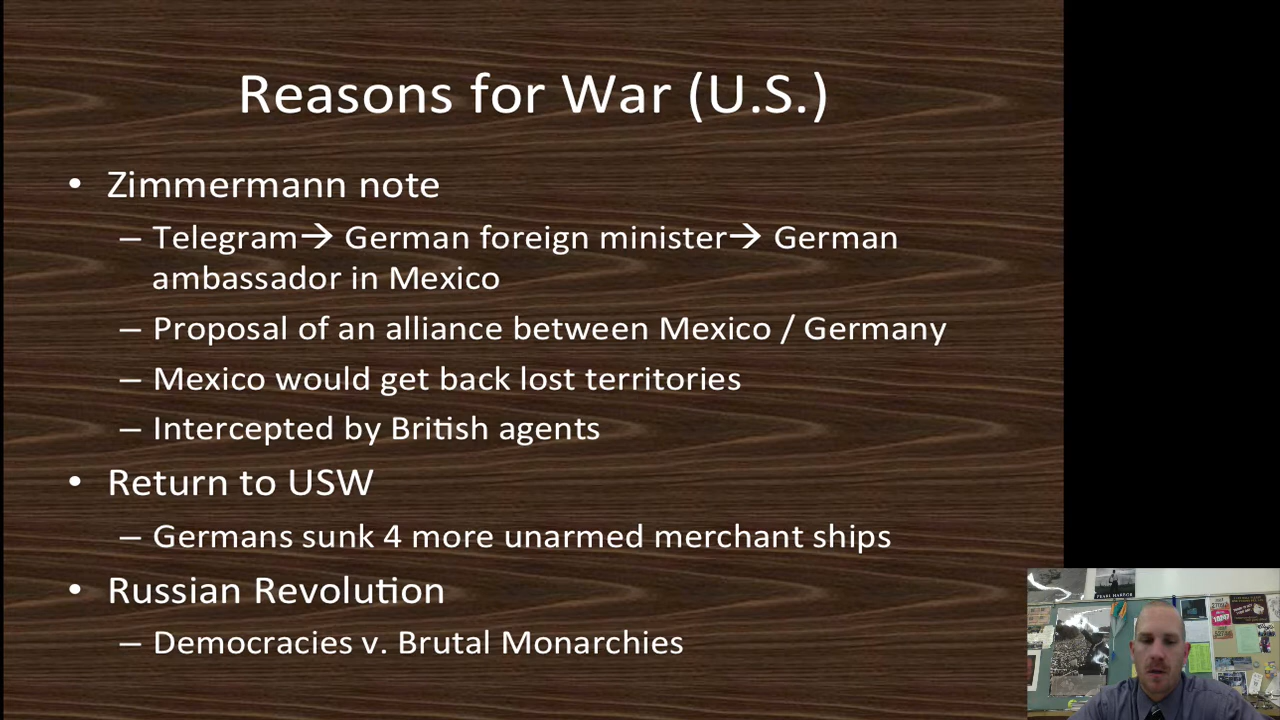 Reasons for War (U.S.)
• Zimmermann note
– Telegram→ German foreign minister→ German
ambassador in Mexico
– Proposal of an alliance between Mexico / Germany
– Mexico would get back lost territories
– Intercepted by British agents
• Return to USW
– Germans sunk 4 more unarmed merchant ships
• Russian Revolution
– Democracies v. Brutal Monarchies
PEARL HARBOR